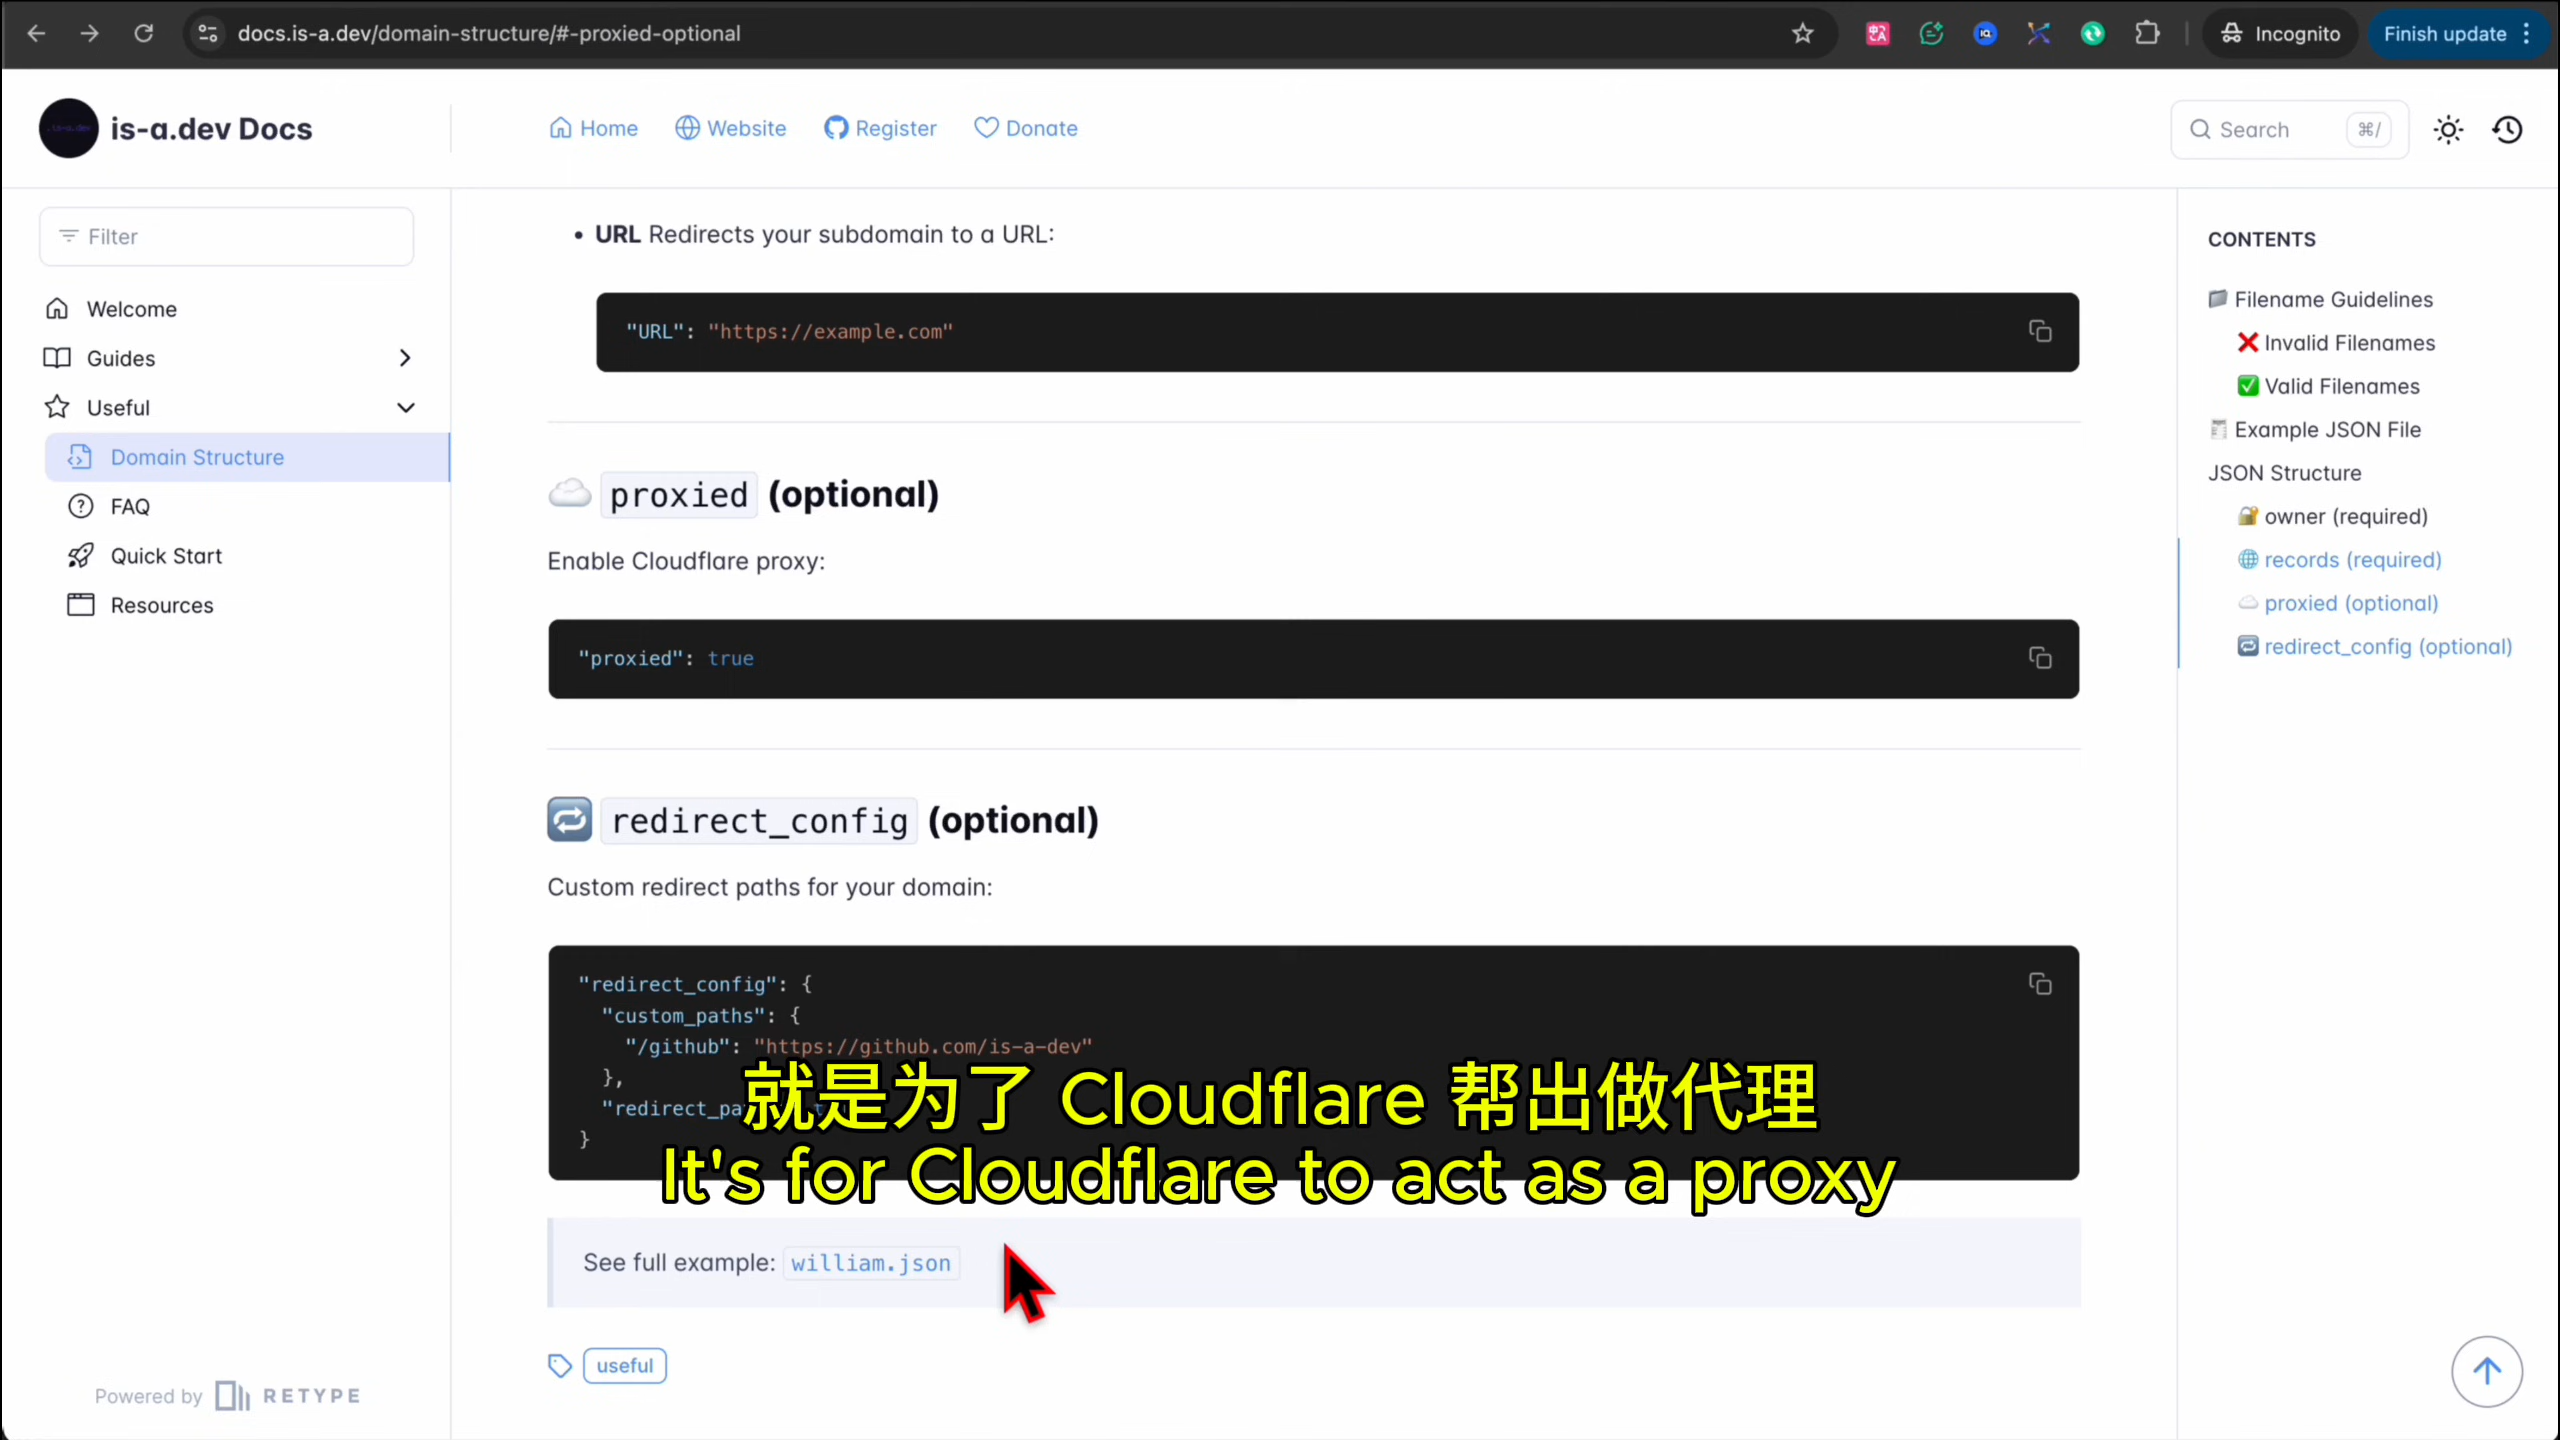 docs.is-a.dev/domain-structure/#-proxied-optional
Incognito
Finish update
is-a.dev Docs
Home
Website
Register
Donate
Search
⌘/
Filter
Welcome
Guides
Useful
Domain Structure
FAQ
Quick Start
Resources
Powered by RETYPE
• URL Redirects your subdomain to a URL:
"URL": "https://example.com"
proxied (optional)
Enable Cloudflare proxy:
"proxied": true
redirect_config (optional)
Custom redirect paths for your domain:
"redirect_config": {
"custom_paths": {
"/github": "https://github.com/is-a-dev"
},
"redirect_pa
}
就是为了 Cloudflare 帮出做代理
It's for Cloudflare to act as a proxy
See full example: william.json
useful
CONTENTS
Filename Guidelines
Invalid Filenames
Valid Filenames
Example JSON File
JSON Structure
owner (required)
records (required)
proxied (optional)
redirect_config (optional)